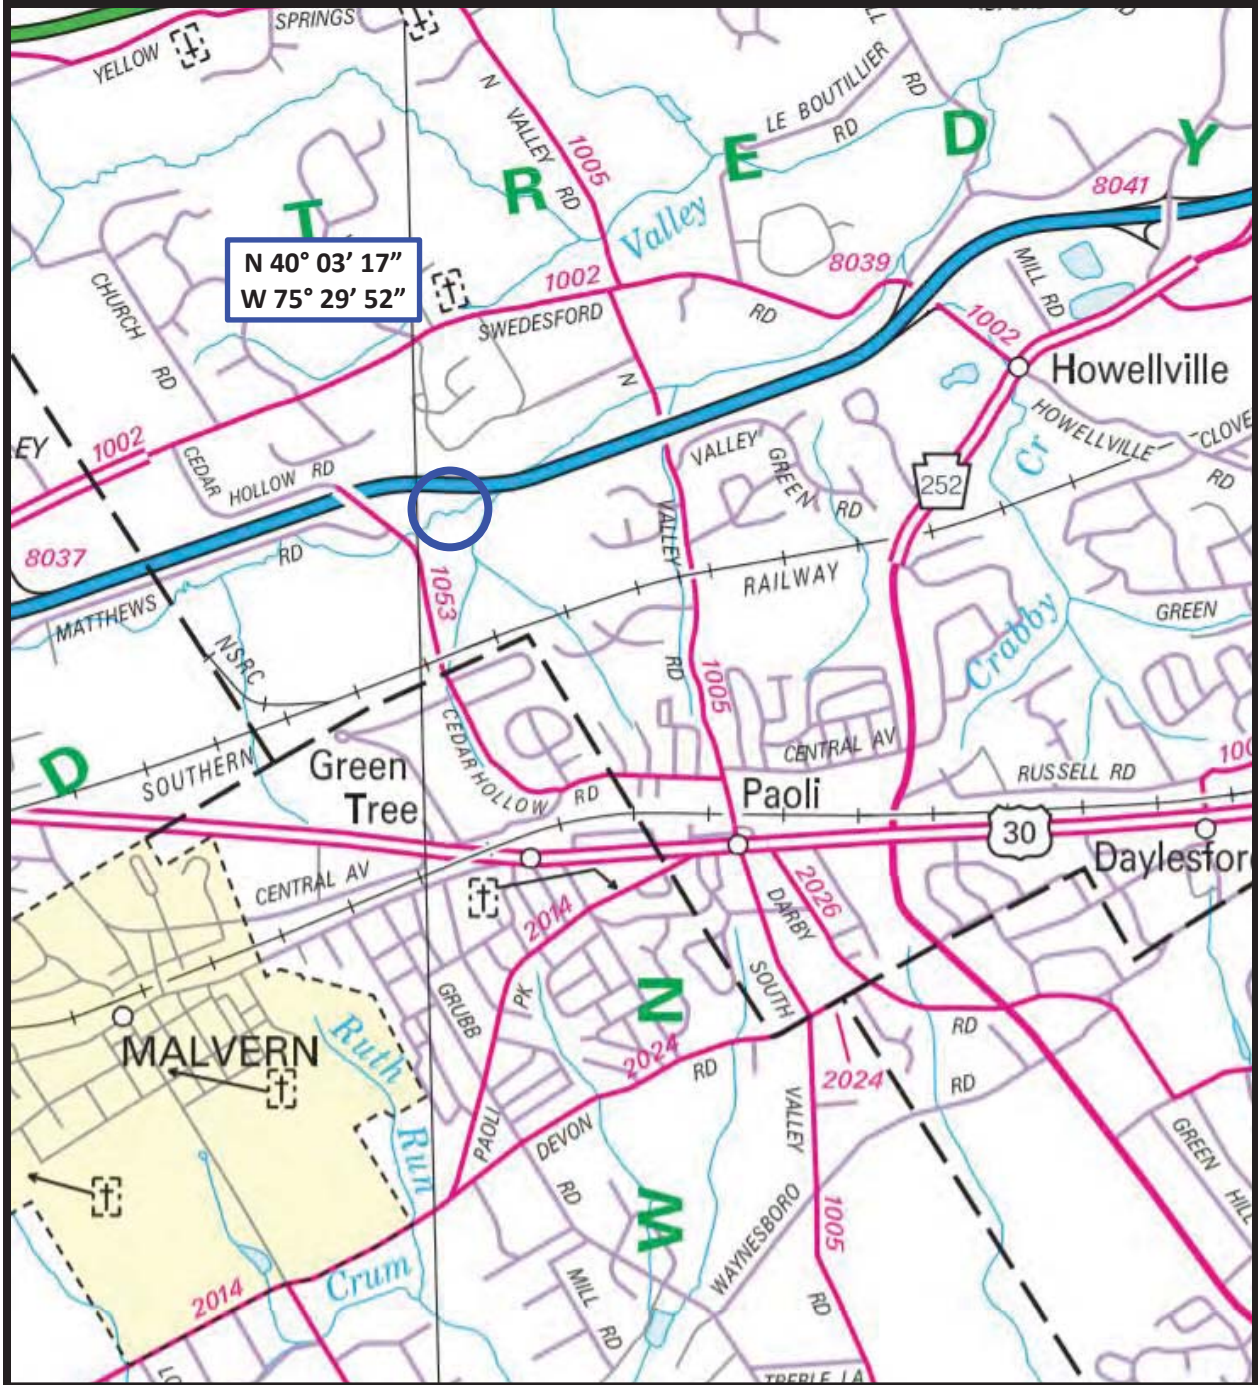 SPRINGS
YELLOW
N
VALLEY
RD
1005
LE BOUTILLIER
RD
RD
T
R
E
D
Y
8041
Valley
N 40° 03’ 17”
W 75° 29’ 52”
1002
SWEDESFORD
RD
8039
MILL RD
1002
Howellville
CHURCH
RD
N
HOWELLVILLE
RD
CLOVE
EY
1002
CEDAR
HOLLOW RD
VALLEY
GREEN
RD
252
Cr
8037
RD
MATTHEWS
NSRC
1053
VALLEY
RD
RAILWAY
GREEN
Crabby
1005
D
SOUTHERN
Green
Tree
CEDAR HOLLOW
RD
CENTRAL AV
RUSSELL RD
100
Paoli
30
Daylesfor
CENTRAL AV
2014
2026
DARBY
GRUBB
PK
N
SOUTH
MALVERN
Ruth
Run
2024
RD
2024
RD
RD
PAOLI
DEVON
RD
VALLEY
GREEN
HILL
W
WAYNESBORO
1005
RD
2014
Crum
MILL
RD
TREBLE LA